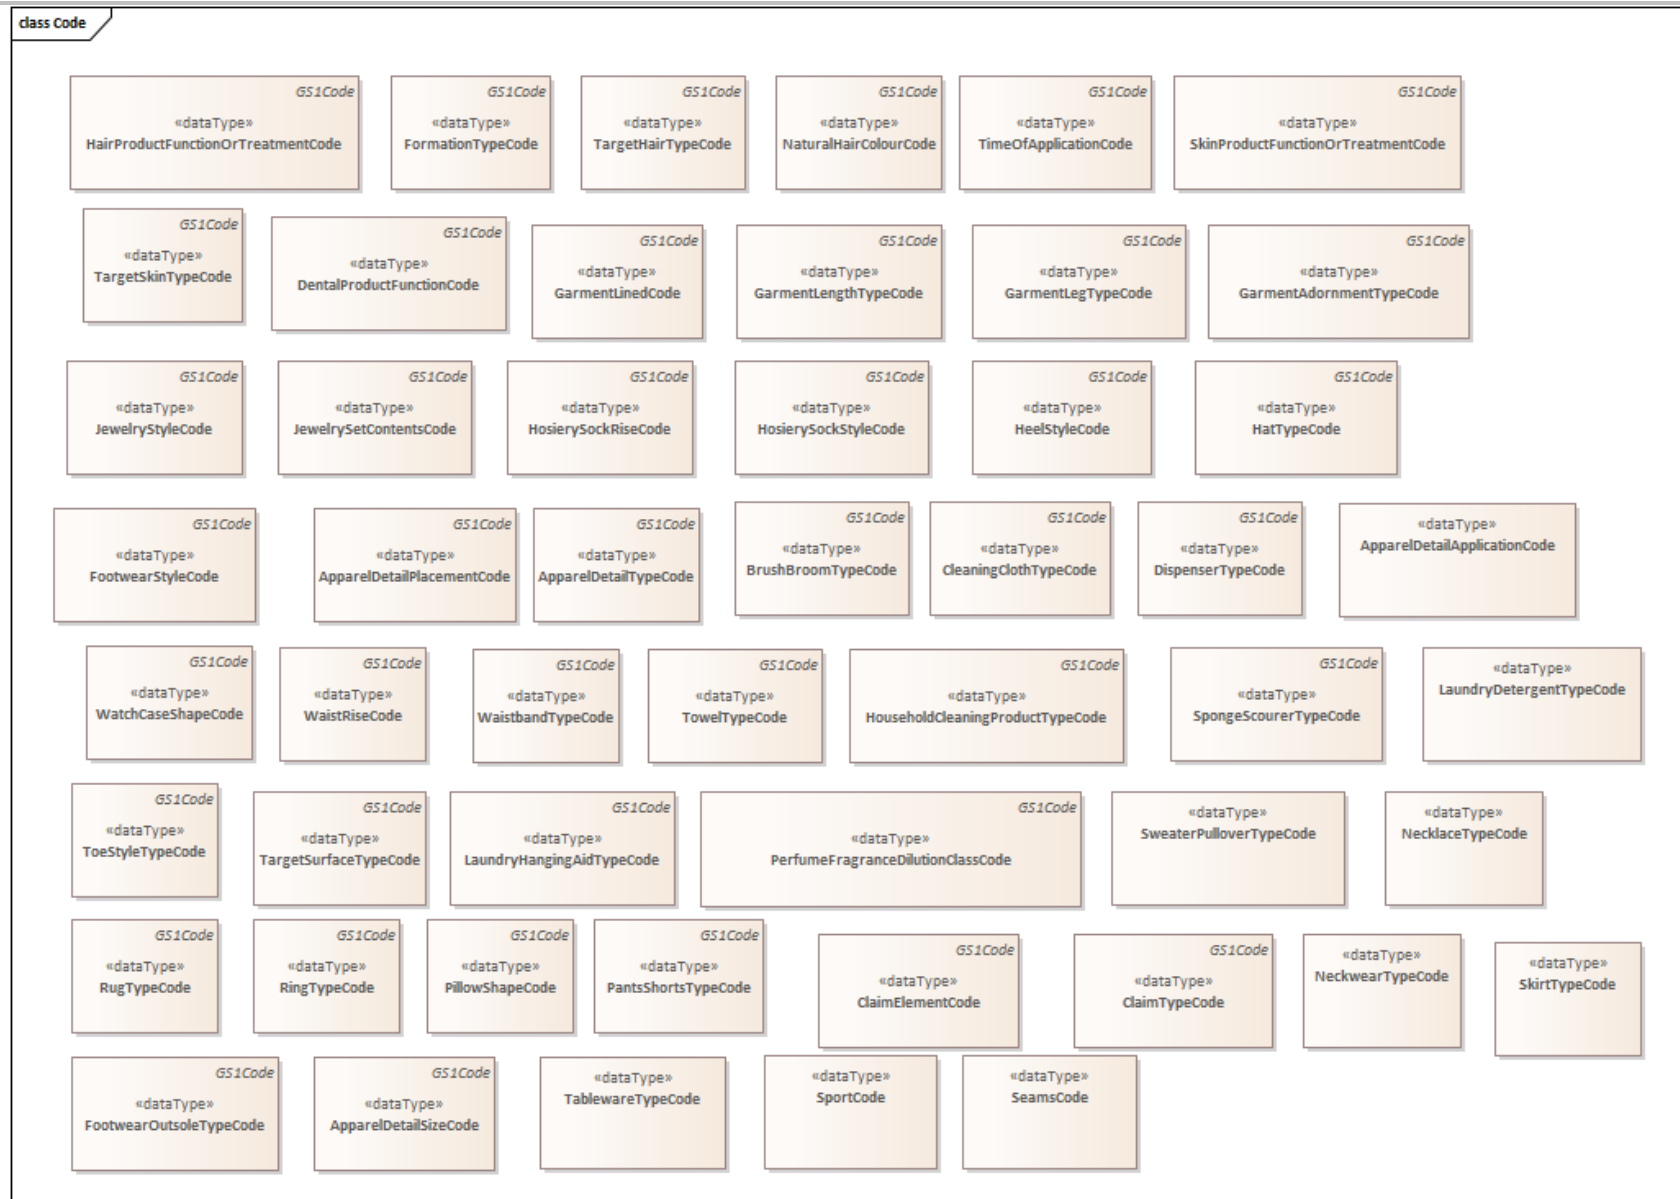 class Code
GS1Code
«dataType»
HairProductFunctionOrTreatmentCode
GS1Code
«dataType»
FormationTypeCode
GS1Code
«dataType»
TargetHairTypeCode
GS1Code
«dataType»
NaturalHairColourCode
GS1Code
«dataType»
TimeOfApplicationCode
GS1Code
«dataType»
SkinProductFunctionOrTreatmentCode
GS1Code
«dataType»
TargetSkinTypeCode
GS1Code
«dataType»
DentalProductFunctionCode
GS1Code
«dataType»
GarmentLinedCode
GS1Code
«dataType»
GarmentLengthTypeCode
GS1Code
«dataType»
GarmentLegTypeCode
GS1Code
«dataType»
GarmentAdornmentTypeCode
GS1Code
«dataType»
JewelryStyleCode
GS1Code
«dataType»
JewelrySetContentsCode
GS1Code
«dataType»
HosierySockRiseCode
GS1Code
«dataType»
HosierySockStyleCode
GS1Code
«dataType»
HeelStyleCode
GS1Code
«dataType»
HatTypeCode
GS1Code
«dataType»
FootwearStyleCode
GS1Code
«dataType»
ApparelDetailPlacementCode
GS1Code
«dataType»
ApparelDetailTypeCode
GS1Code
«dataType»
BrushBroomTypeCode
GS1Code
«dataType»
CleaningClothTypeCode
GS1Code
«dataType»
DispenserTypeCode
«dataType»
ApparelDetailApplicationCode
GS1Code
«dataType»
WatchCaseShapeCode
GS1Code
«dataType»
WaistRiseCode
GS1Code
«dataType»
WaistbandTypeCode
GS1Code
«dataType»
TowelTypeCode
GS1Code
«dataType»
HouseholdCleaningProductTypeCode
GS1Code
«dataType»
SpongeScourerTypeCode
«dataType»
LaundryDetergentTypeCode
GS1Code
«dataType»
ToeStyleTypeCode
GS1Code
«dataType»
TargetSurfaceTypeCode
GS1Code
«dataType»
LaundryHangingAidTypeCode
GS1Code
«dataType»
PerfumeFragranceDilutionClassCode
«dataType»
SweaterPulloverTypeCode
«dataType»
NecklaceTypeCode
GS1Code
«dataType»
RugTypeCode
GS1Code
«dataType»
RingTypeCode
GS1Code
«dataType»
PillowShapeCode
GS1Code
«dataType»
PantsShortsTypeCode
GS1Code
«dataType»
ClaimElementCode
GS1Code
«dataType»
ClaimTypeCode
«dataType»
NeckwearTypeCode
«dataType»
SkirtTypeCode
GS1Code
«dataType»
FootwearOutsoleTypeCode
GS1Code
«dataType»
ApparelDetailSizeCode
«dataType»
TablewareTypeCode
«dataType»
SportCode
«dataType»
SeamsCode